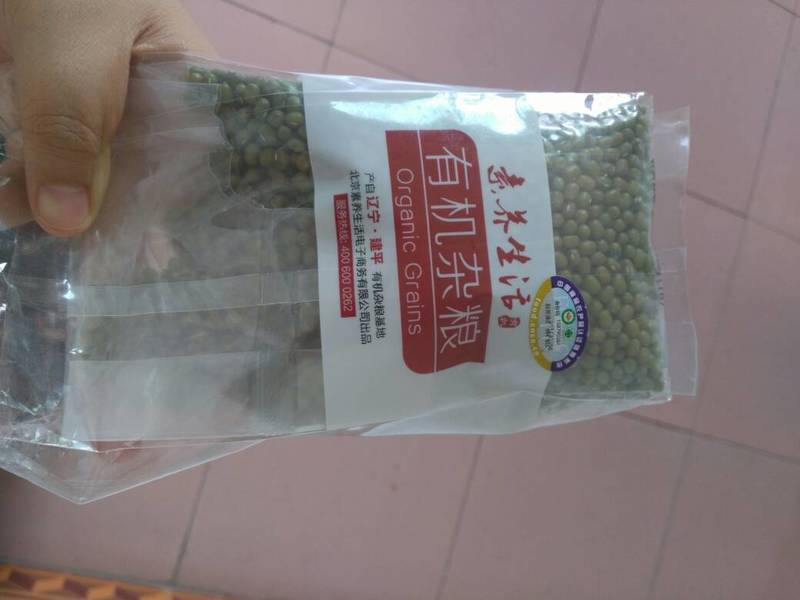 素养生活
有机杂粮
Organic Grains
产自 辽宁·建平 有机杂粮基地
北京素养生活电子商务有限公司出品
服务热线: 400 600 0262